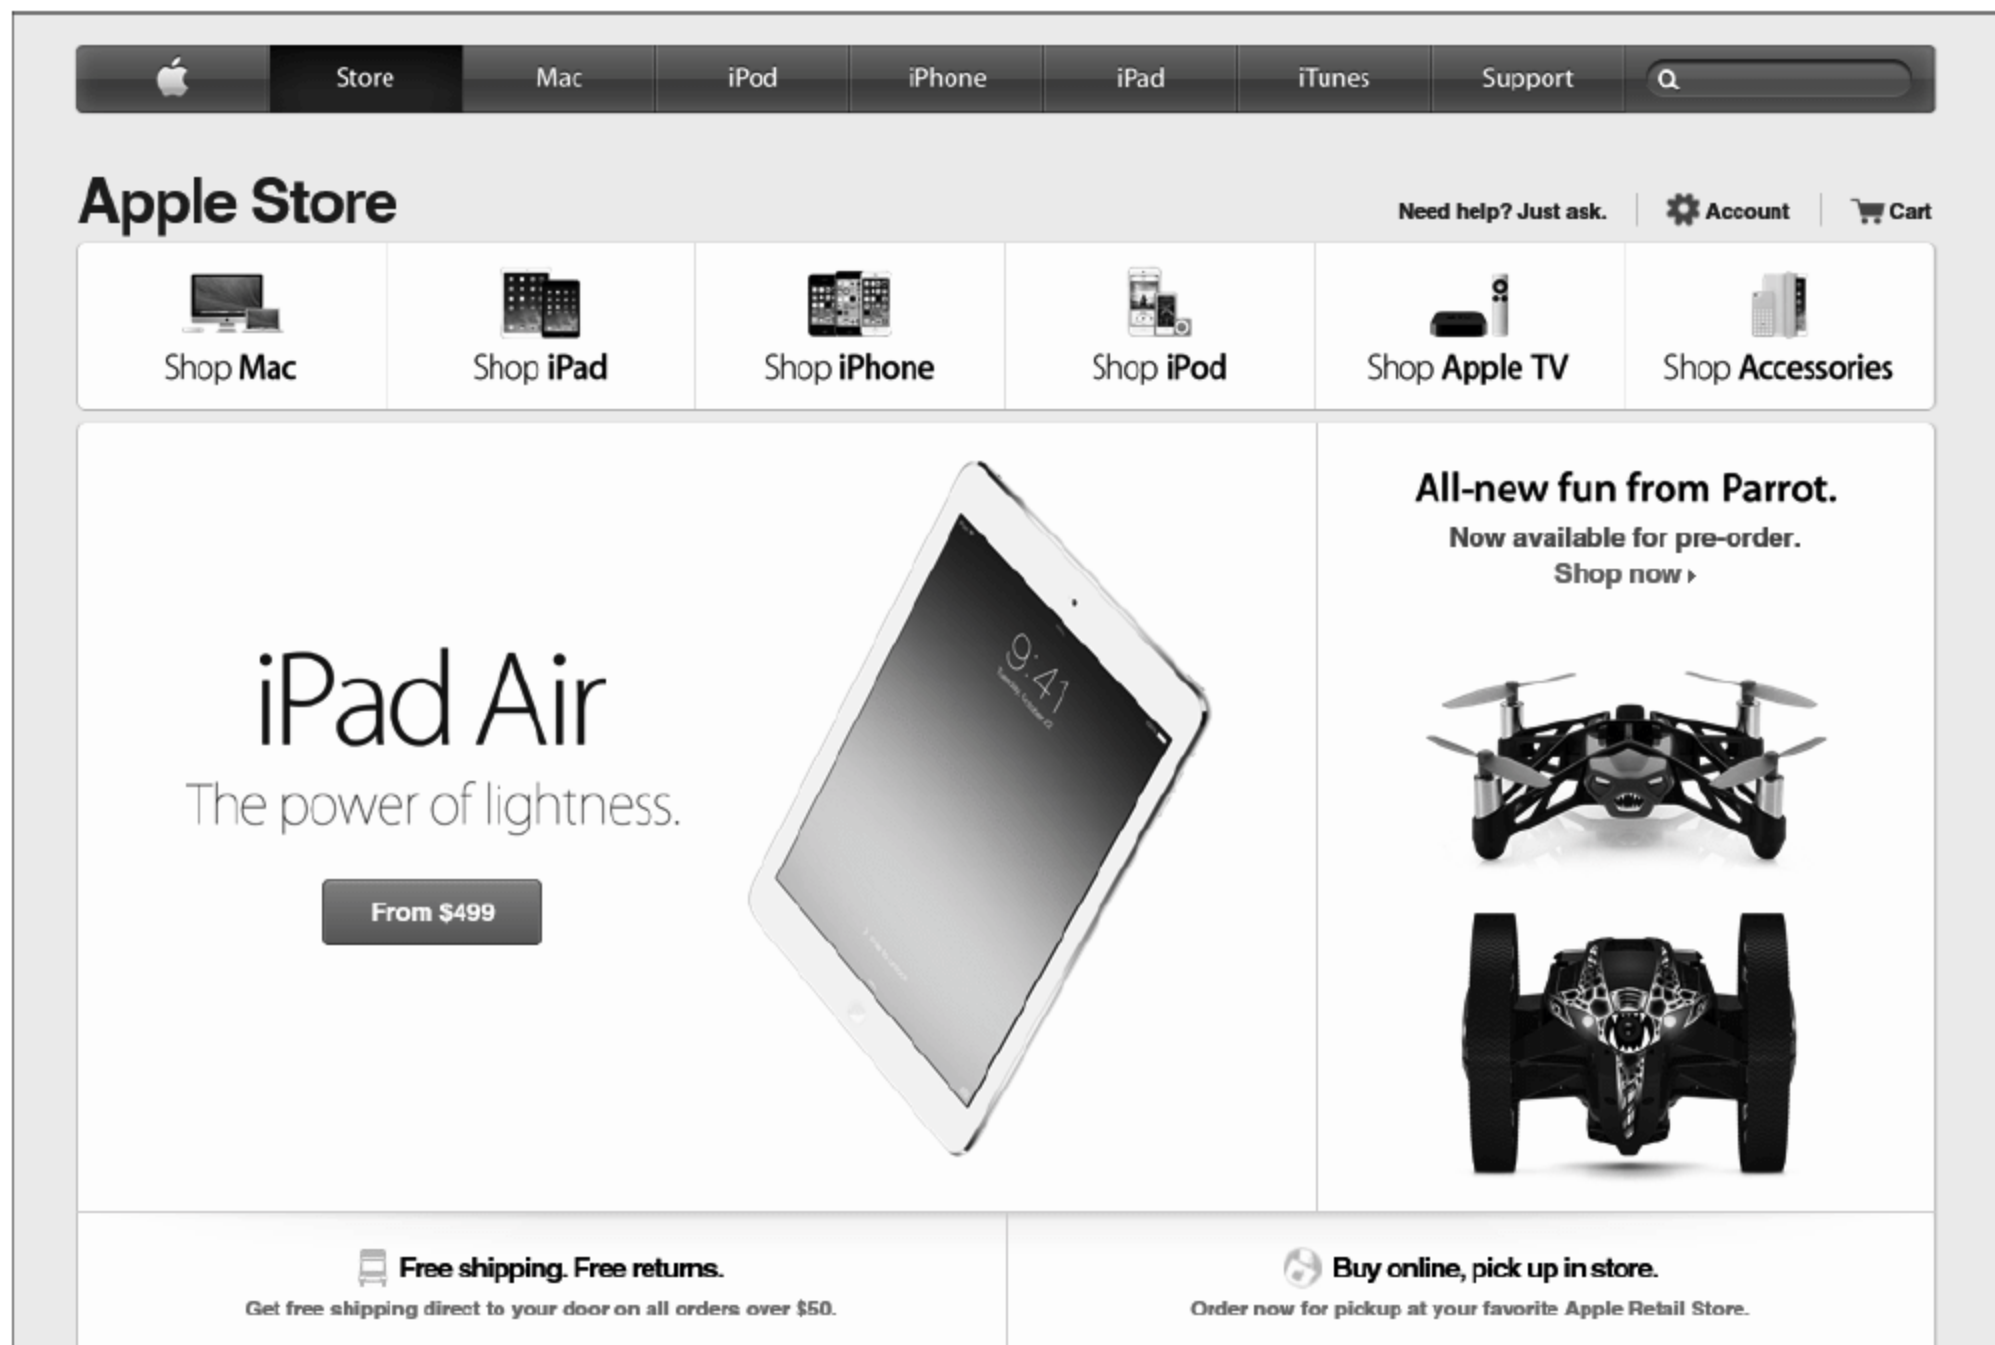 Store
Mac
iPod
iPhone
iPad
iTunes
Support
Apple Store
Need help? Just ask.
Account
Cart
Shop Mac
Shop iPad
Shop iPhone
Shop iPod
Shop Apple TV
Shop Accessories
iPad Air
The power of lightness.
From $499
9:41
Tuesday, October 22
All-new fun from Parrot.
Now available for pre-order.
Shop now
Free shipping. Free returns.
Get free shipping direct to your door on all orders over $50.
Buy online, pick up in store.
Order now for pickup at your favorite Apple Retail Store.